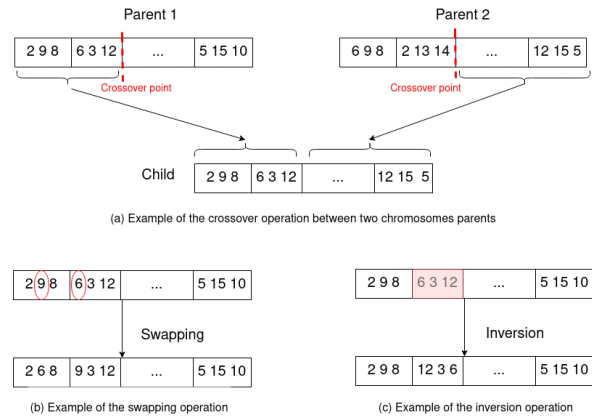 Parent 1 Parent 2
2 9 8 6 3 12 ... 5 15 10 6 9 8 2 13 14 ... 12 15 5
Crossover point Crossover point
Child 2 9 8 6 3 12 ... 12 15 5
(a) Example of the crossover operation between two chromosomes parents
2 9 8 6 3 12 ... 5 15 10 2 9 8 6 3 12 ... 5 15 10
Swapping Inversion
2 6 8 9 3 12 ... 5 15 10 2 9 8 12 3 6 ... 5 15 10
(b) Example of the swapping operation (c) Example of the inversion operation